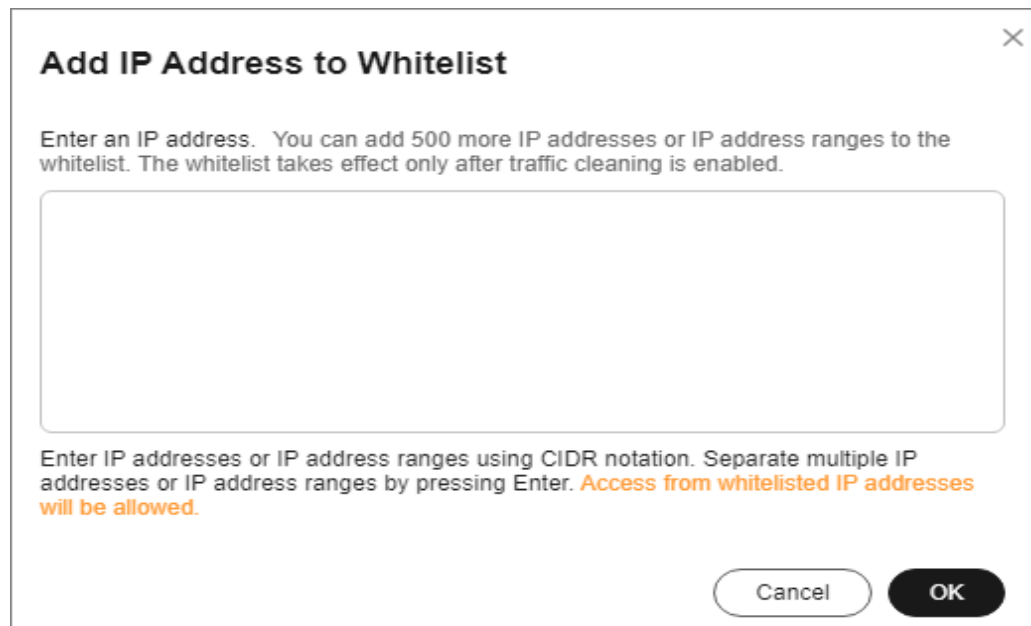 Add IP Address to Whitelist
Enter an IP address. You can add 500 more IP addresses or IP address ranges to the
whitelist. The whitelist takes effect only after traffic cleaning is enabled.
Enter IP addresses or IP address ranges using CIDR notation. Separate multiple IP
addresses or IP address ranges by pressing Enter. Access from whitelisted IP addresses
will be allowed.
Cancel
OK